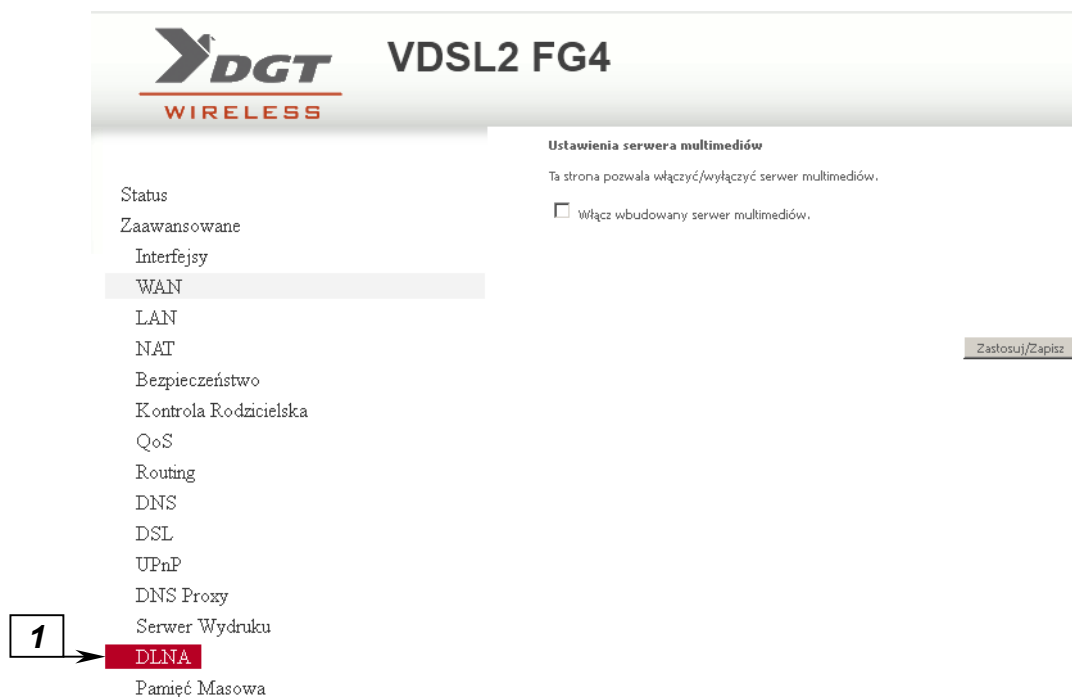 DGT
WIRELESS
VDSL2 FG4
Ustawienia serwera multimediów
Ta strona pozwala włączyć/wyłączyć serwer multimediów.
Włącz wbudowany serwer multimediów.
Zastosuj/Zapisz
Status
Zaawansowane
Interfejsy
WAN
LAN
NAT
Bezpieczeństwo
Kontrola Rodzicielska
QoS
Routing
DNS
DSL
UPnP
DNS Proxy
Serwer Wydruku
1
DLNA
Pamięć Masowa